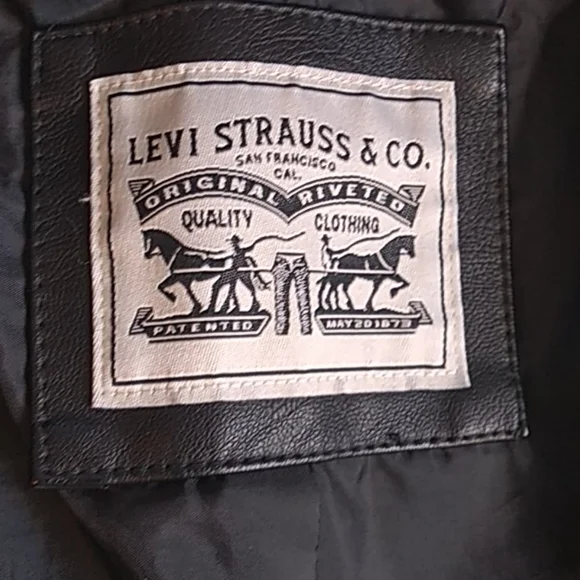 LEVI STRAUSS & CO.
SAN FRANCISCO
CAL.
ORIGINAL RIVETED
QUALITY CLOTHING
PATENTED MAY 20 1873